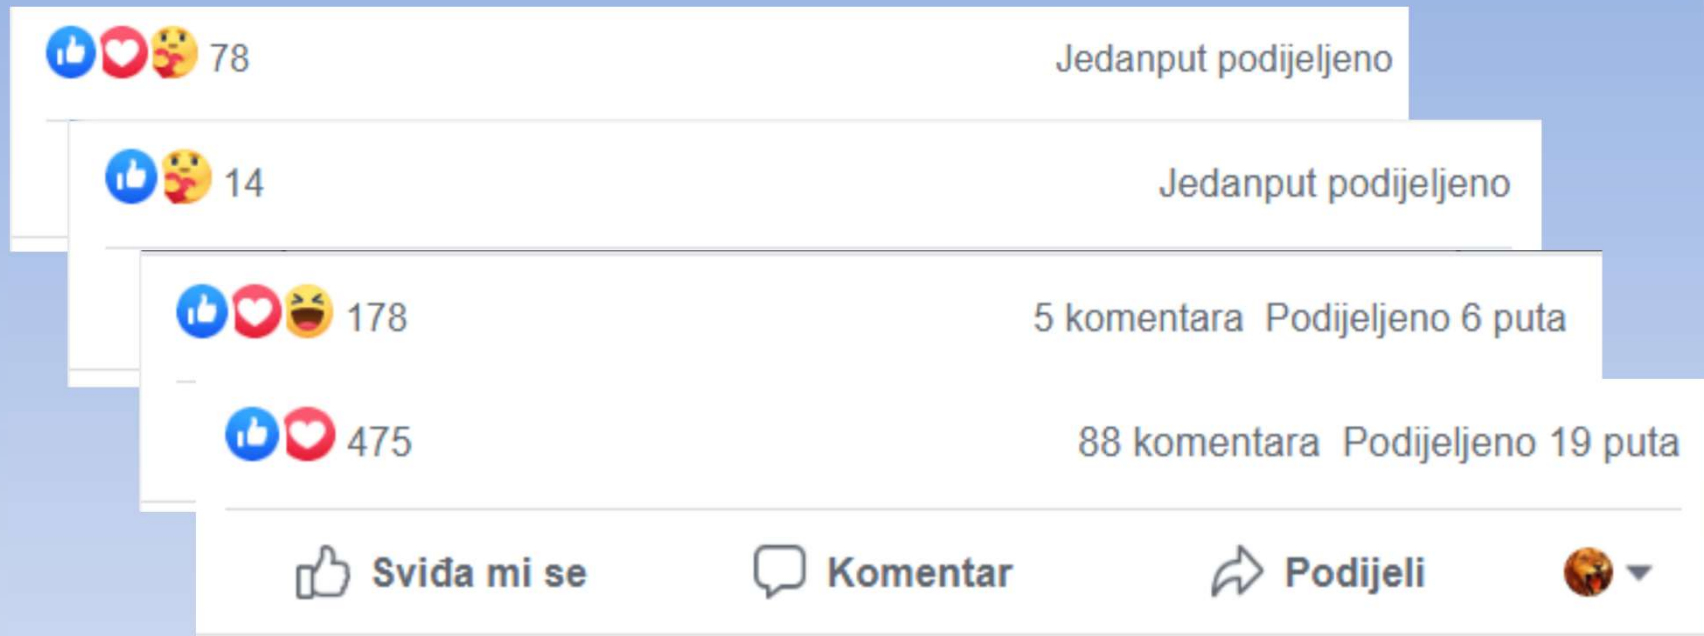 78 Jedanput podijeljeno
14 Jedanput podijeljeno
178 5 komentara Podijeljeno 6 puta
475 88 komentara Podijeljeno 19 puta
Sviđa mi se Komentar Podijeli